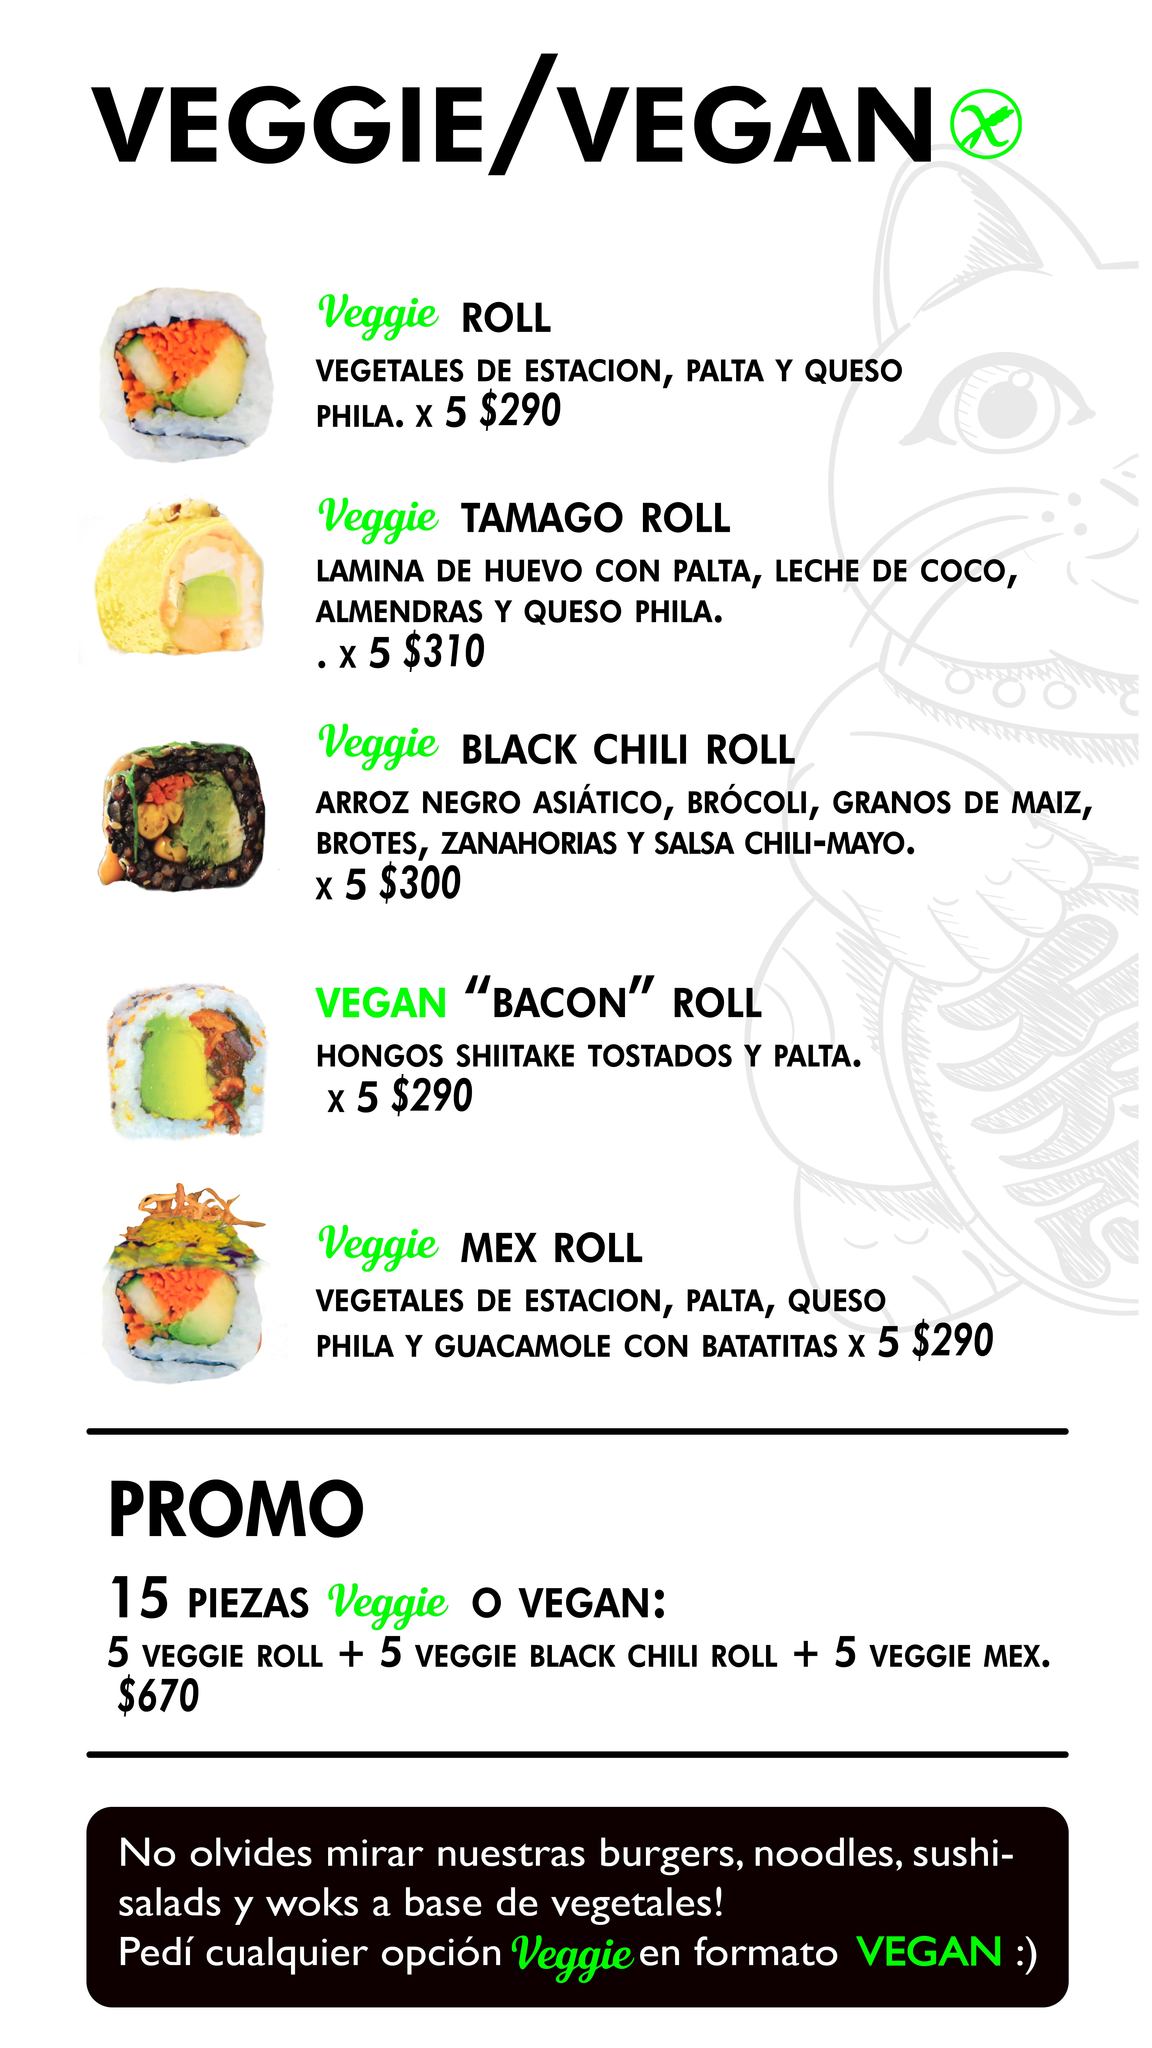 VEGGIE/VEGAN
Veggie ROLL
VEGETALES DE ESTACION, PALTA Y QUESO
PHILA. X 5 $290
Veggie TAMAGO ROLL
LAMINA DE HUEVO CON PALTA, LECHE DE COCO,
ALMENDRAS Y QUESO PHILA.
. X 5 $310
Veggie BLACK CHILI ROLL
ARROZ NEGRO ASIÁTICO, BRÓCOLI, GRANOS DE MAIZ,
BROTES, ZANAHORIAS Y SALSA CHILI-MAYO.
X 5 $300
VEGAN “BACON” ROLL
HONGOS SHIITAKE TOSTADOS Y PALTA.
X 5 $290
Veggie MEX ROLL
VEGETALES DE ESTACION, PALTA, QUESO
PHILA Y GUACAMOLE CON BATATITAS X 5 $290
PROMO
15 PIEZAS Veggie O VEGAN:
5 VEGGIE ROLL + 5 VEGGIE BLACK CHILI ROLL + 5 VEGGIE MEX.
$670
No olvides mirar nuestras burgers, noodles, sushi-
salads y woks a base de vegetales!
Pedí cualquier opción Veggie en formato VEGAN :)